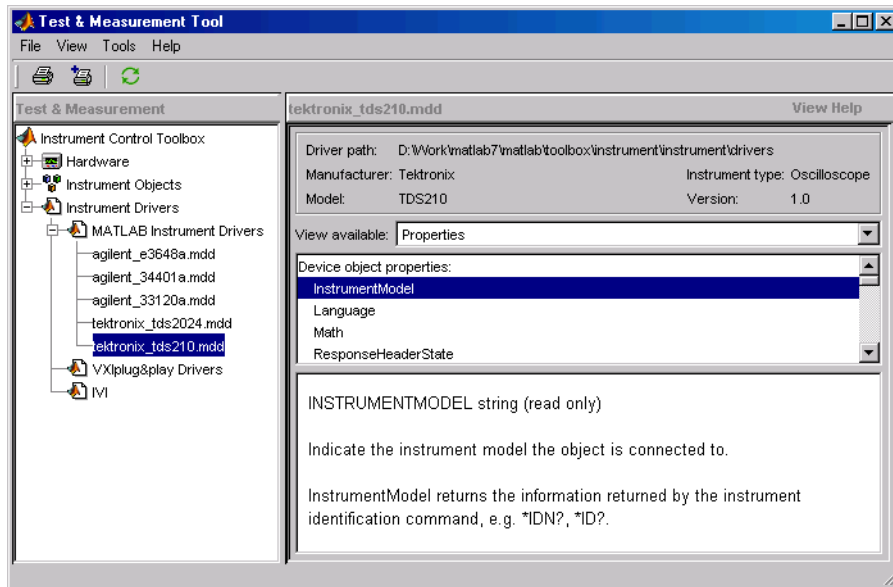 Test & Measurement Tool
File View Tools Help
Test & Measurement
Instrument Control Toolbox
Hardware
Instrument Objects
Instrument Drivers
MATLAB Instrument Drivers
agilent_e3648a.mdd
agilent_34401a.mdd
agilent_33120a.mdd
tektronix_tds2024.mdd
tektronix_tds210.mdd
VXIplug&play Drivers
IVI
tektronix_tds210.mdd View Help
Driver path: D:\Work\matlab7\matlab\toolbox\instrument\instrument\drivers
Manufacturer: Tektronix Instrument type: Oscilloscope
Model: TDS210 Version: 1.0
View available: Properties
Device object properties:
InstrumentModel
Language
Math
ResponseHeaderState
INSTRUMENTMODEL string (read only)
Indicate the instrument model the object is connected to.
InstrumentModel returns the information returned by the instrument
identification command, e.g. *IDN?, *ID?.